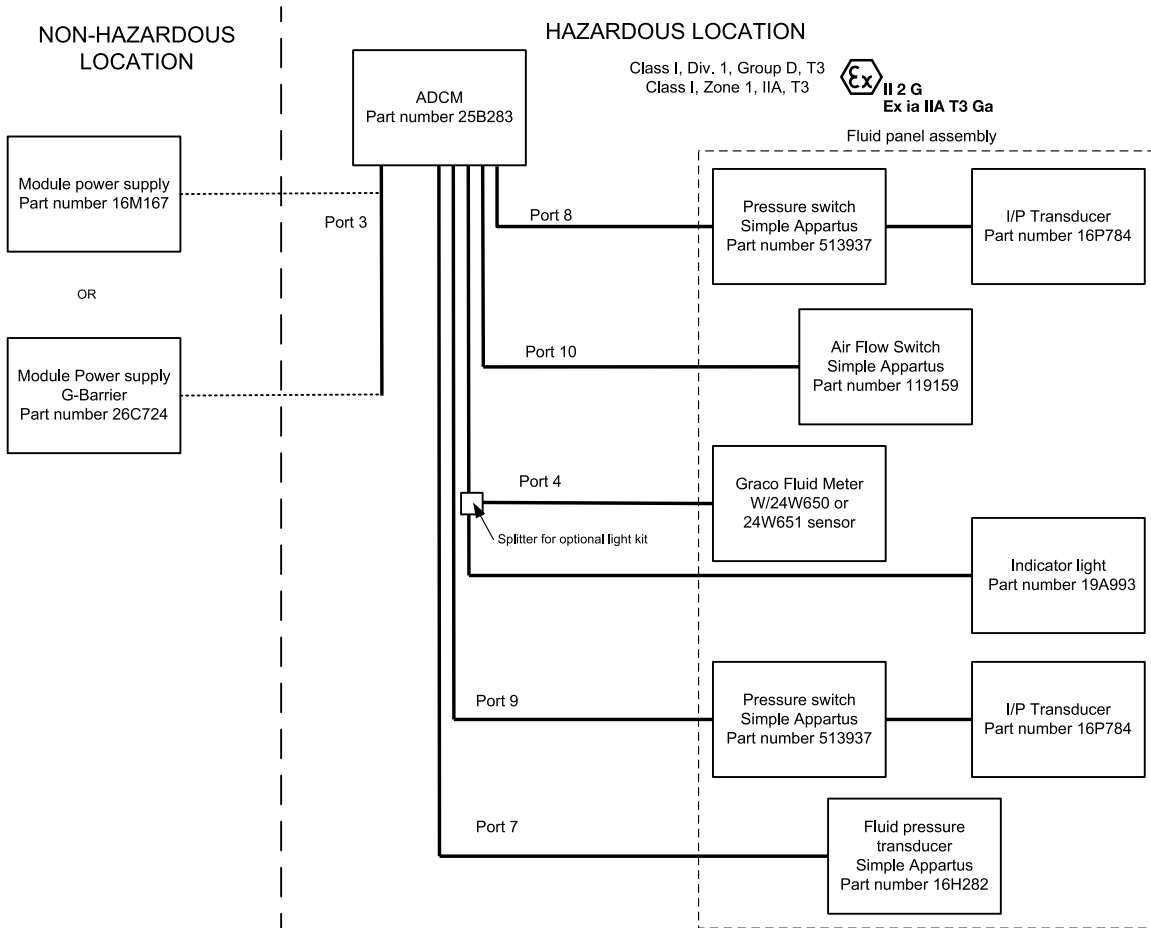 NON-HAZARDOUS
LOCATION
HAZARDOUS LOCATION
Class I, Div. 1, Group D, T3
Class I, Zone 1, IIA, T3
Ex
II 2 G
Ex ia IIA T3 Ga
ADCM
Part number 25B283
Fluid panel assembly
Module power supply
Part number 16M167
OR
Module Power supply
G-Barrier
Part number 26C724
Port 3
Port 8
Pressure switch
Simple Appartus
Part number 513937
I/P Transducer
Part number 16P784
Port 10
Air Flow Switch
Simple Appartus
Part number 119159
Port 4
Graco Fluid Meter
W/24W650 or
24W651 sensor
Splitter for optional light kit
Indicator light
Part number 19A993
Port 9
Pressure switch
Simple Appartus
Part number 513937
I/P Transducer
Part number 16P784
Port 7
Fluid pressure
transducer
Simple Appartus
Part number 16H282